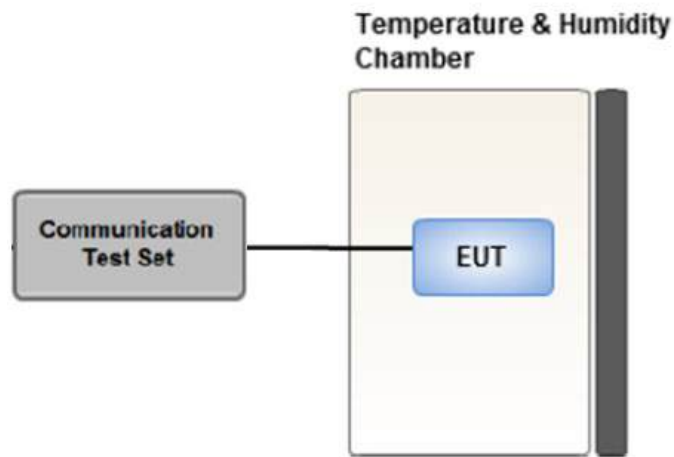 Temperature & Humidity
Chamber
Communication
Test Set
EUT